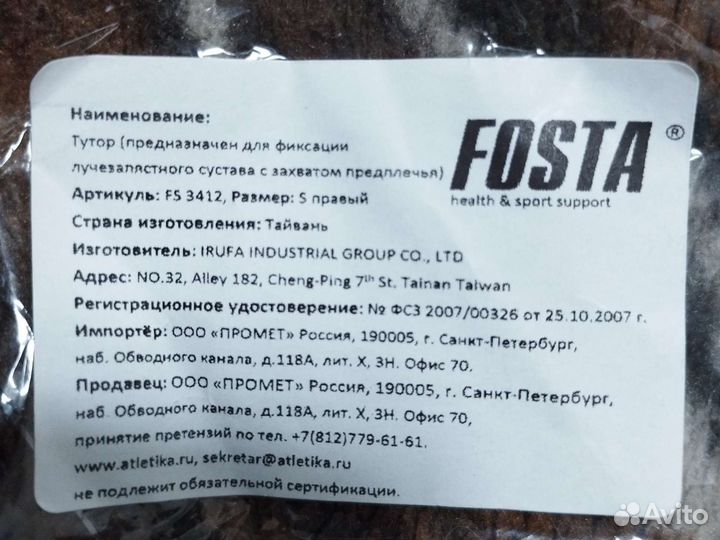 Наименование:
Тутор (предназначен для фиксации
лучезапястного сустава с захватом предплечья)
FOSTA ®
health & sport support
Артикуль: FS 3412, Размер: S правый
Страна изготовления: Тайвань
Изготовитель: IRUFA INDUSTRIAL GROUP CO., LTD
Адрес: NO.32, Alley 182, Cheng-Ping 7th St. Tainan Taiwan
Регистрационное удостоверение: № ФСЗ 2007/00326 от 25.10.2007 г.
Импортёр: ООО «ПРОМЕТ» Россия, 190005, г. Санкт-Петербург,
наб. Обводного канала, д.118А, лит. Х, 3Н. Офис 70.
Продавец: ООО «ПРОМЕТ» Россия, 190005, г. Санкт-Петербург,
наб. Обводного канала, д.118А, лит. Х, 3Н. Офис 70,
принятие претензий по тел. +7(812)779-61-61.
www.atletika.ru, sekretar@atletika.ru
не подлежит обязательной сертификации.
Avito